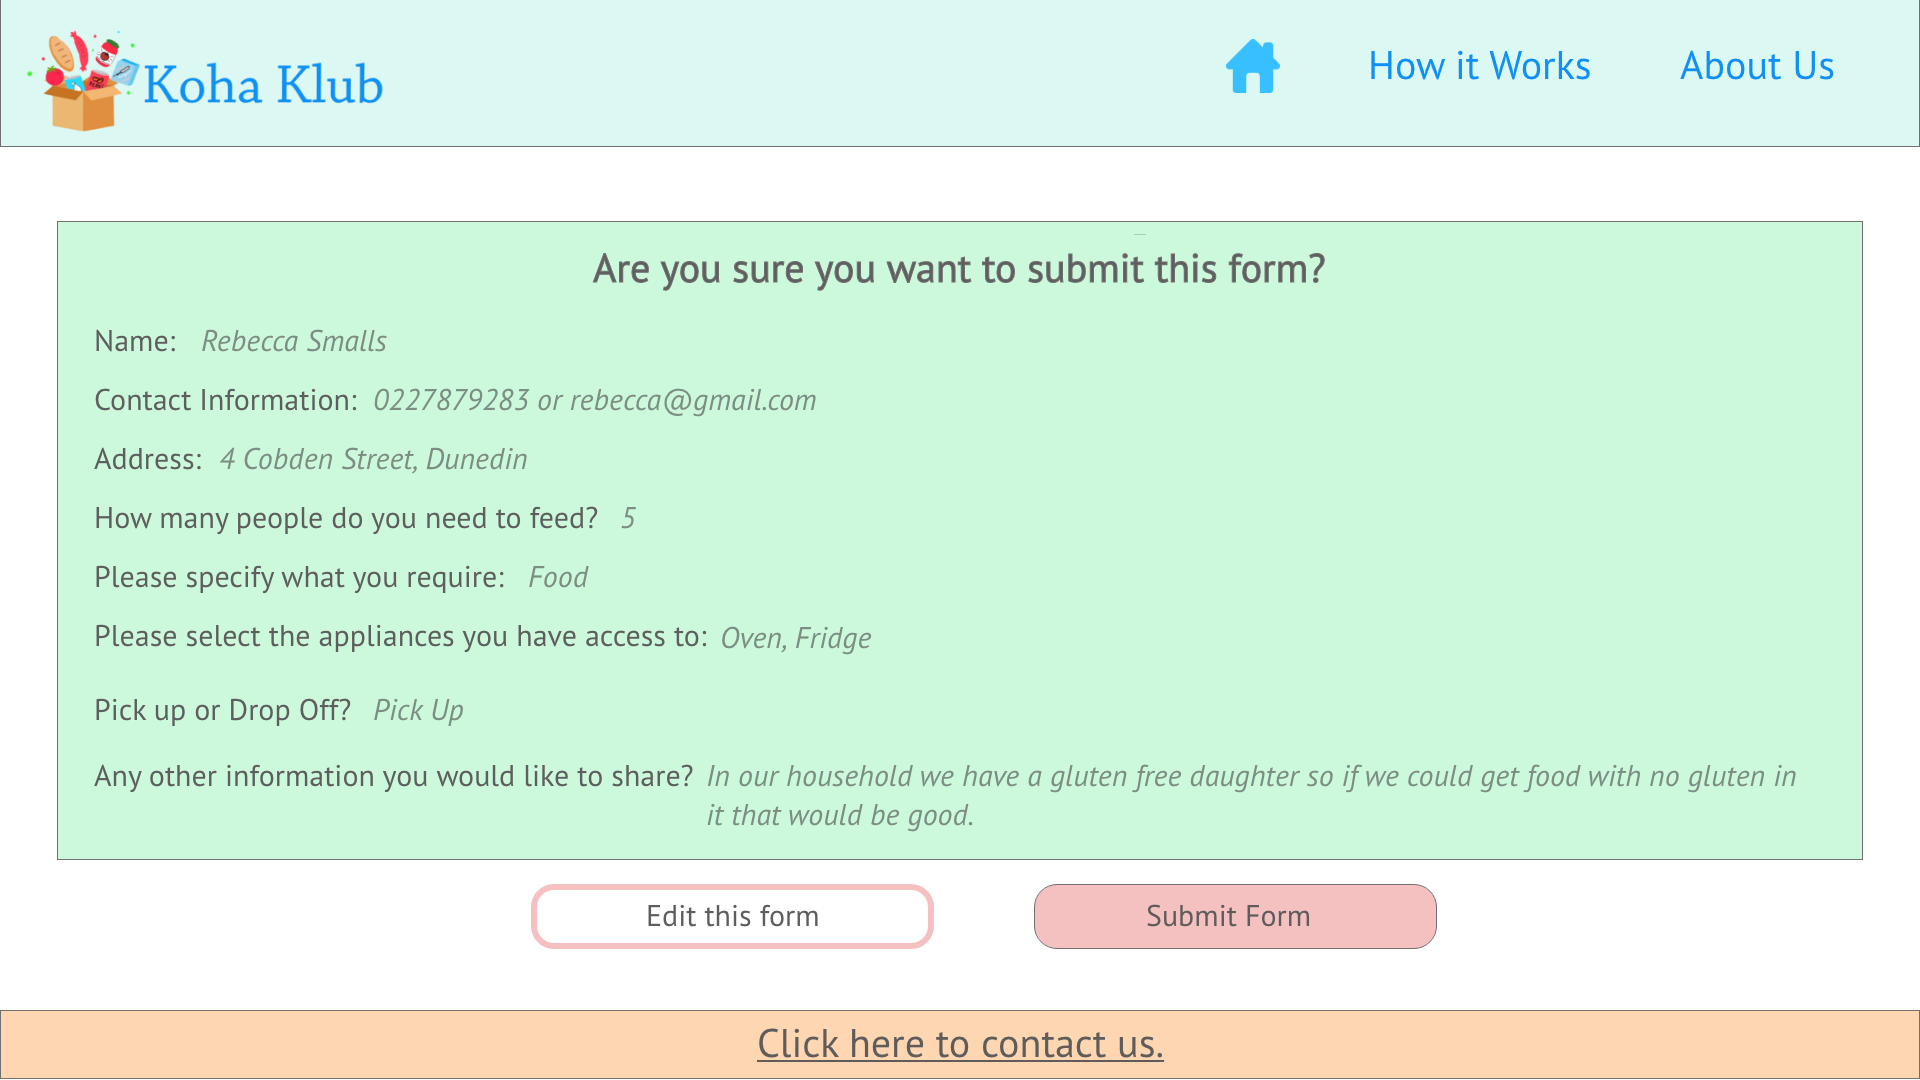 Koha Klub
How it Works
About Us
Are you sure you want to submit this form?
Name: Rebecca Smalls
Contact Information: 0227879283 or rebecca@gmail.com
Address: 4 Cobden Street, Dunedin
How many people do you need to feed? 5
Please specify what you require: Food
Please select the appliances you have access to: Oven, Fridge
Pick up or Drop Off? Pick Up
Any other information you would like to share? In our household we have a gluten free daughter so if we could get food with no gluten in
it that would be good.
Edit this form
Submit Form
Click here to contact us.